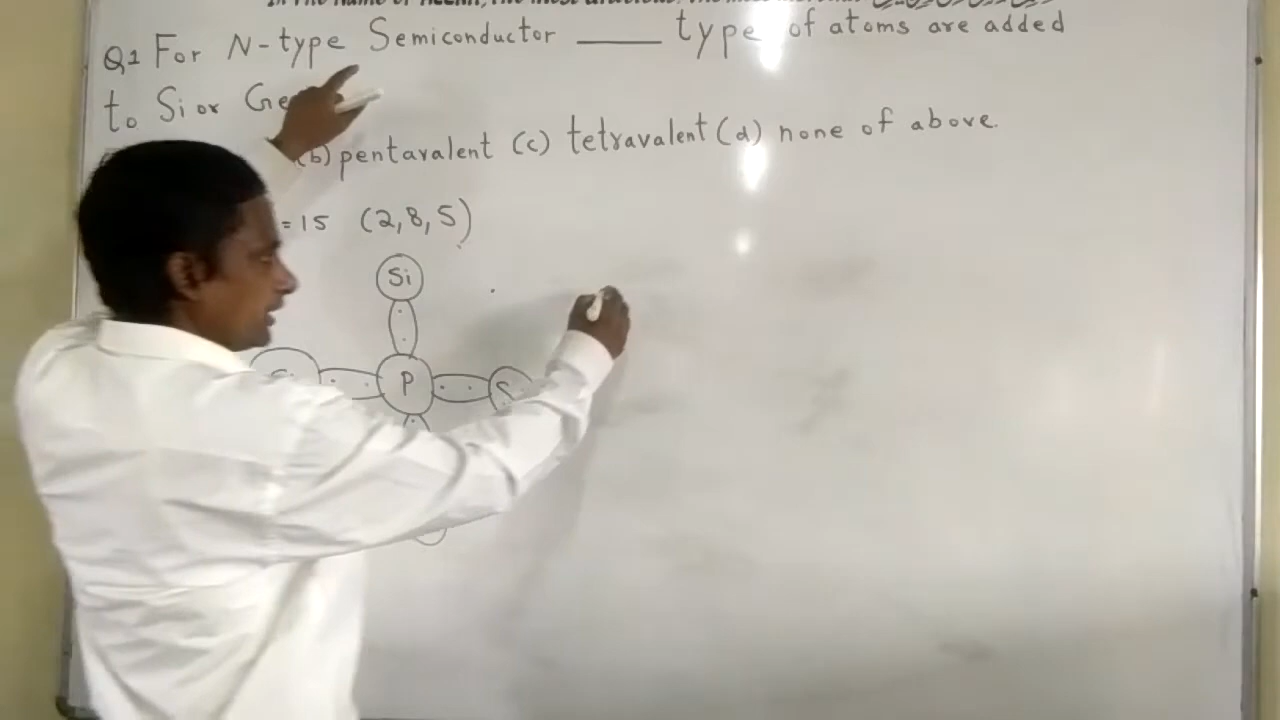 Q1 For N-type Semiconductor ____ type of atoms are added
to Si or Ge
(b) pentavalent (c) tetravalent (d) none of above.
= 15 (2,8,5)
Si
P